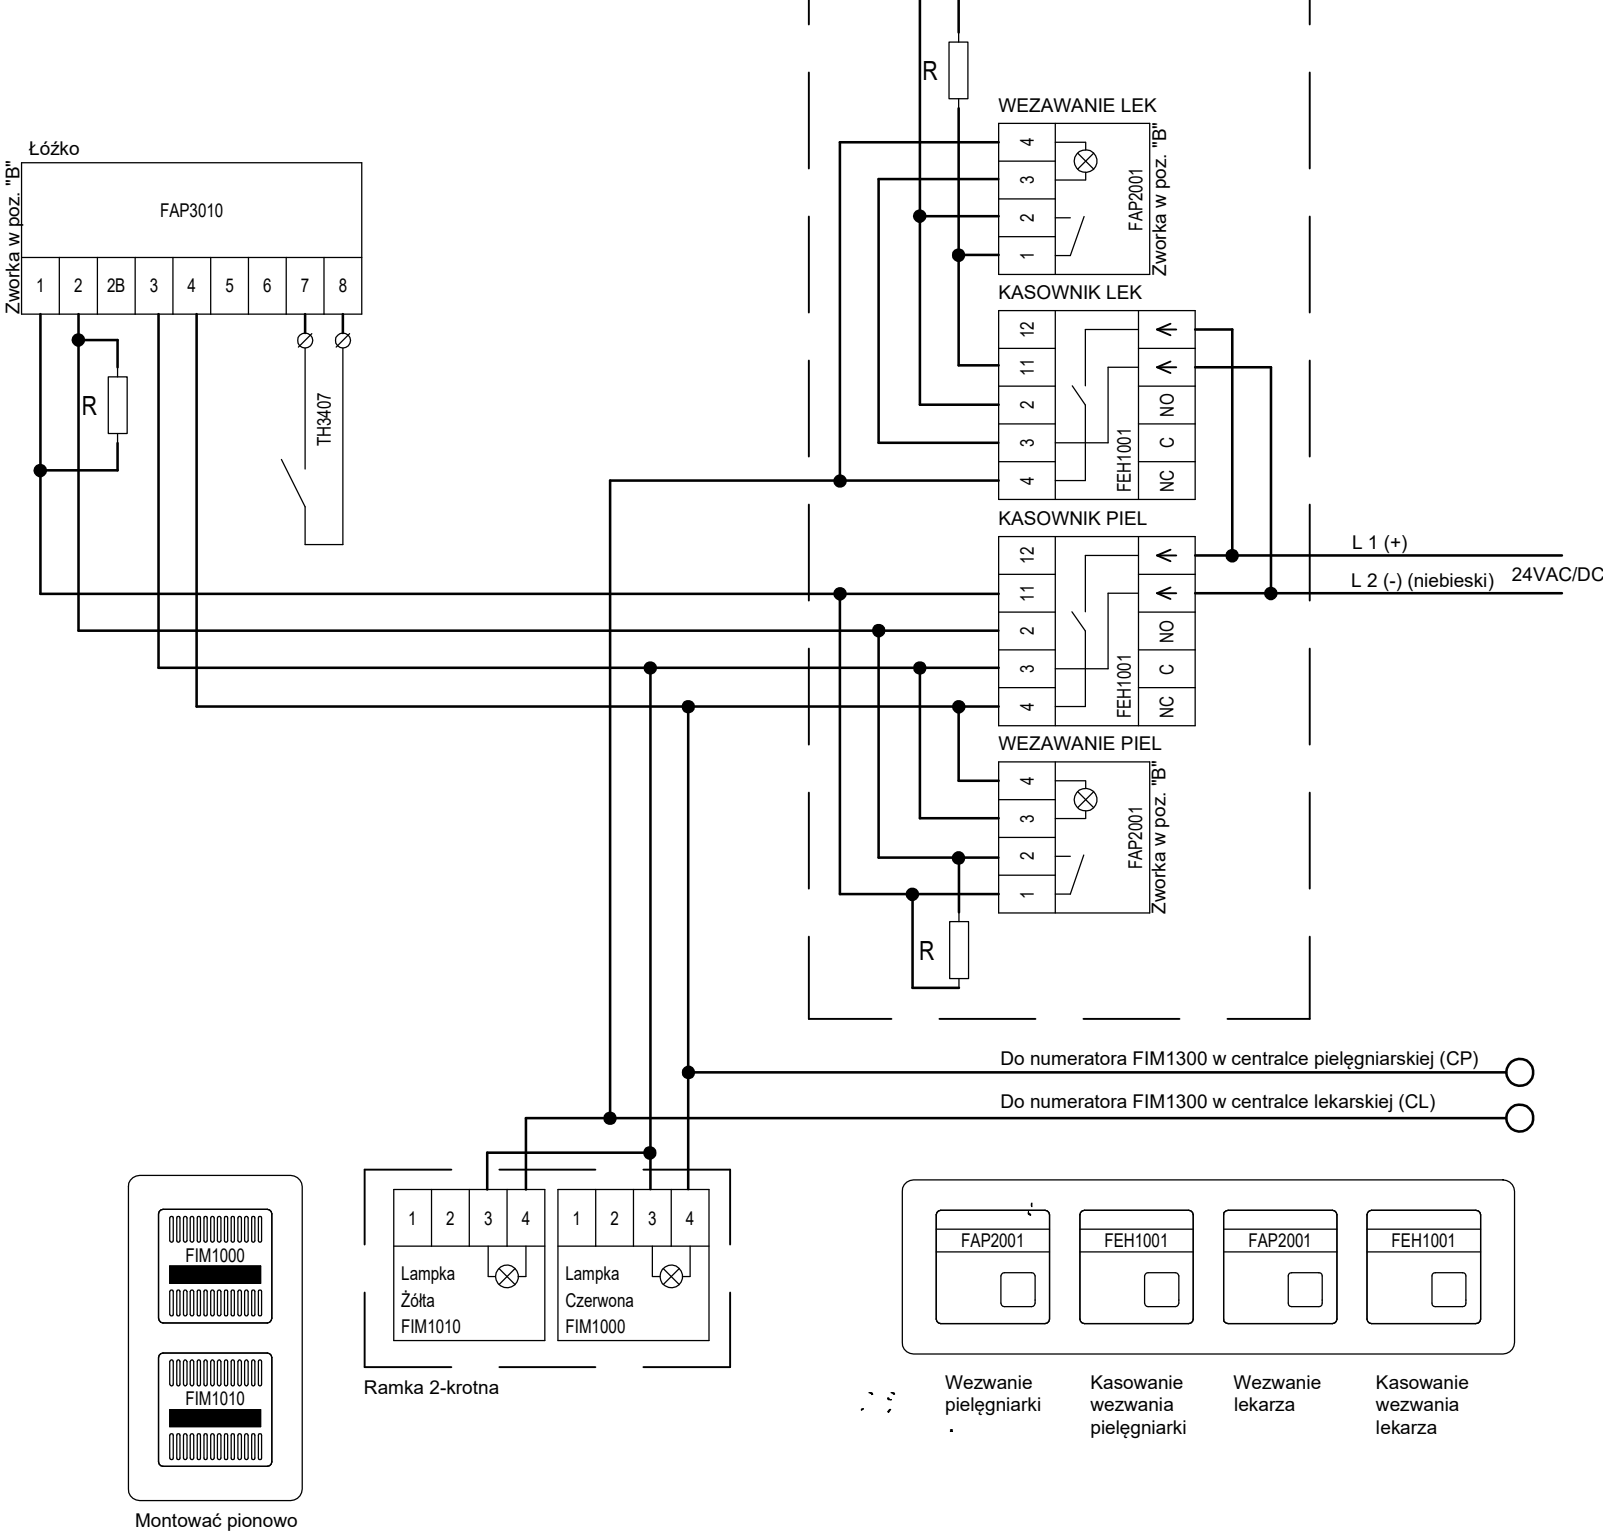 R
WEZAWANIE LEK
4
3
2
1
FAP2001
Zworka w poz. "B"
Łóźko
Zworka w poz. "B"
FAP3010
1 2 2B 3 4 5 6 7 8
R
TH3407
KASOWNIK LEK
12
11
2 NO
3 C
4 NC
FEH1001
KASOWNIK PIEL
12
11
2 NO
3 C
4 NC
FEH1001
L 1 (+)
L 2 (-) (niebieski)
24VAC/DC
WEZAWANIE PIEL
4
3
2
1
FAP2001
Zworka w poz. "B"
R
Do numeratora FIM1300 w centralce pielęgniarskiej (CP)
Do numeratora FIM1300 w centralce lekarskiej (CL)
FIM1000
FIM1010
Montować pionowo
1 2 3 4
Lampka
Żółta
FIM1010
1 2 3 4
Lampka
Czerwona
FIM1000
Ramka 2-krotna
FAP2001 FEH1001 FAP2001 FEH1001
Wezwanie
pielęgniarki
Kasowanie
wezwania
pielęgniarki
Wezwanie
lekarza
Kasowanie
wezwania
lekarza